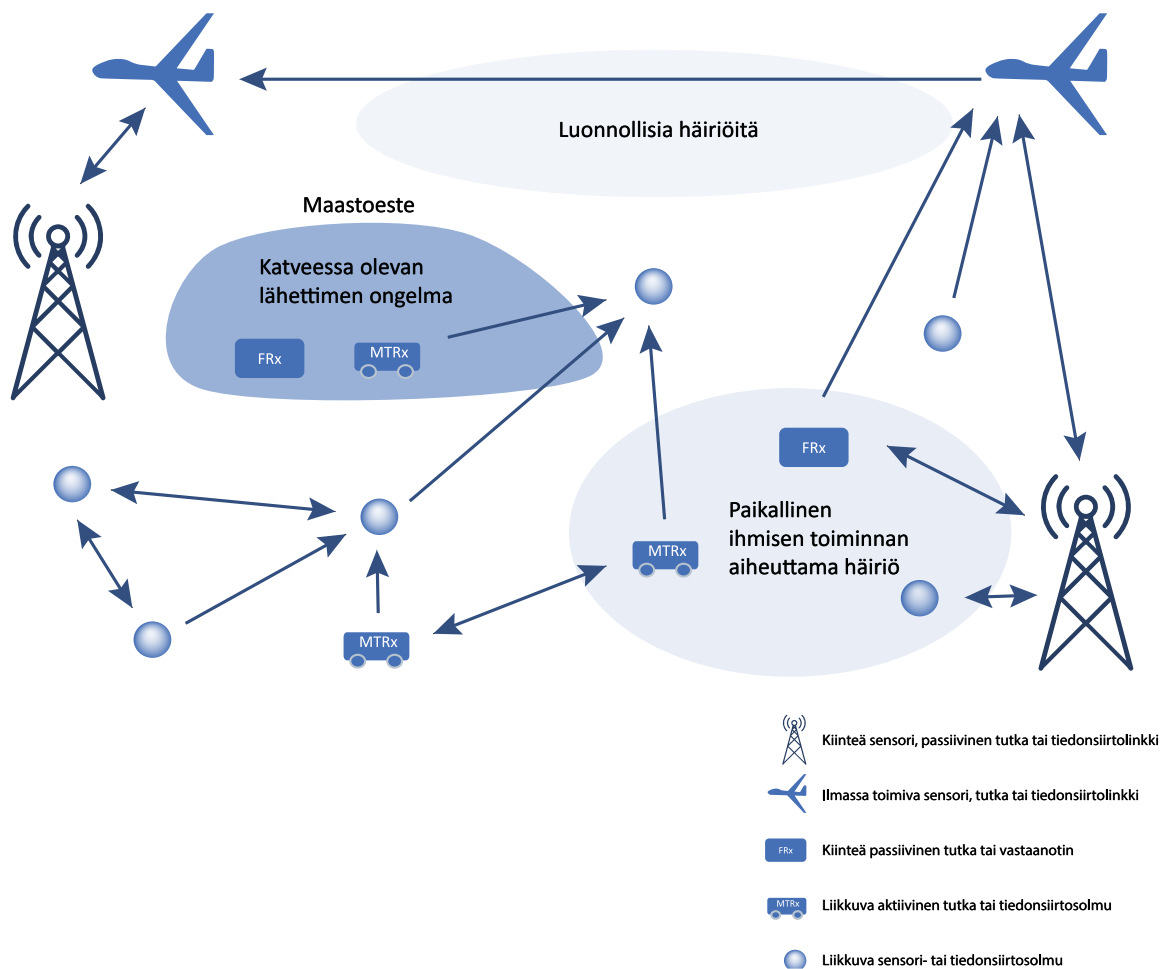 Luonnollisia häiriöitä
Maastoeste
Katveessa olevan
lähettimen ongelma
FRx
MTRx
FRx
Paikallinen
ihmisen toiminnan
aiheuttama häiriö
MTRx
MTRx
Kiinteä sensori, passiivinen tutka tai tiedonsiirtolinkki
Ilmassa toimiva sensori, tutka tai tiedonsiirtolinkki
FRx
Kiinteä passiivinen tutka tai vastaanotin
MTRx
Liikkuva aktiivinen tutka tai tiedonsiirtosolmu
Liikkuva sensori- tai tiedonsiirtosolmu